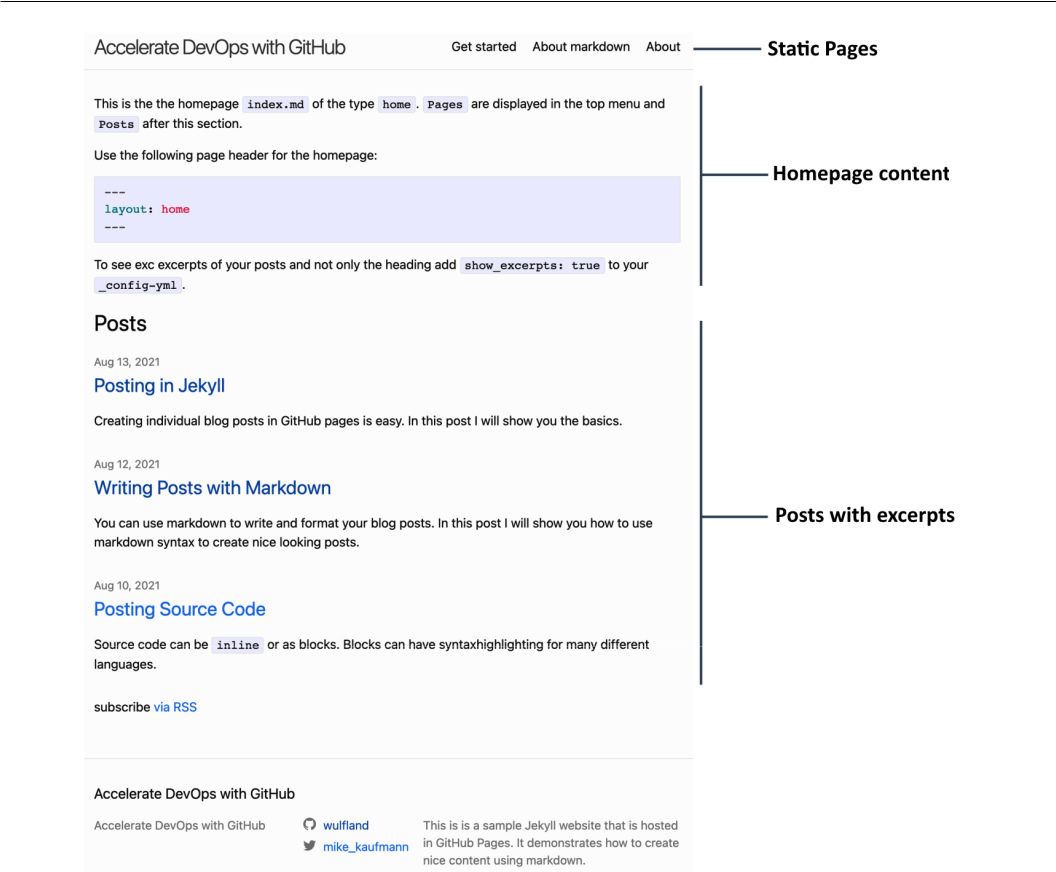 Accelerate DevOps with GitHub
Get started About markdown About
Static Pages
This is the the homepage index.md of the type home . Pages are displayed in the top menu and
Posts after this section.
Use the following page header for the homepage:
---
layout: home
---
Homepage content
To see exc excerpts of your posts and not only the heading add show_excerpts: true to your
_config-yml .
Posts
Aug 13, 2021
Posting in Jekyll
Creating individual blog posts in GitHub pages is easy. In this post I will show you the basics.
Aug 12, 2021
Writing Posts with Markdown
You can use markdown to write and format your blog posts. In this post I will show you how to use
markdown syntax to create nice looking posts.
Posts with excerpts
Aug 10, 2021
Posting Source Code
Source code can be inline or as blocks. Blocks can have syntaxhighlighting for many different
languages.
subscribe via RSS
Accelerate DevOps with GitHub
Accelerate DevOps with GitHub
wulfland
mike_kaufmann
This is is a sample Jekyll website that is hosted
in GitHub Pages. It demonstrates how to create
nice content using markdown.